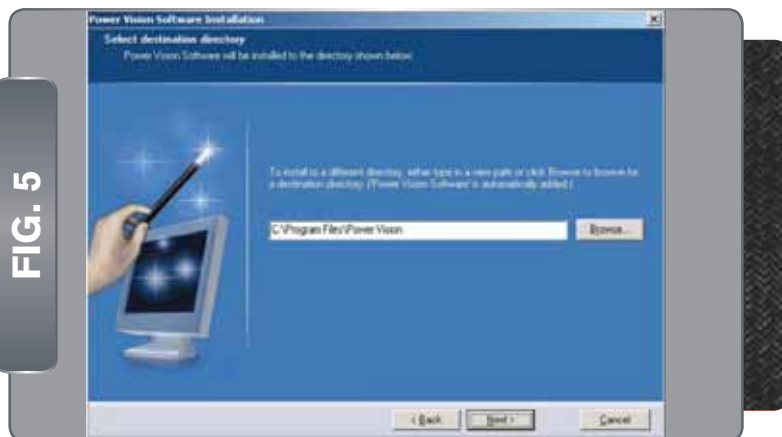 FIG. 5
Power Vision Software Installation
Select destination directory
Power Vision Software will be installed to the directory shown below
To install to a different directory, either type in a new path or click Browse to browse for
a destination directory. ('Power Vision Software' is automatically added.)
C:\Program Files\Power Vision
Browse...
< Back
Next >
Cancel